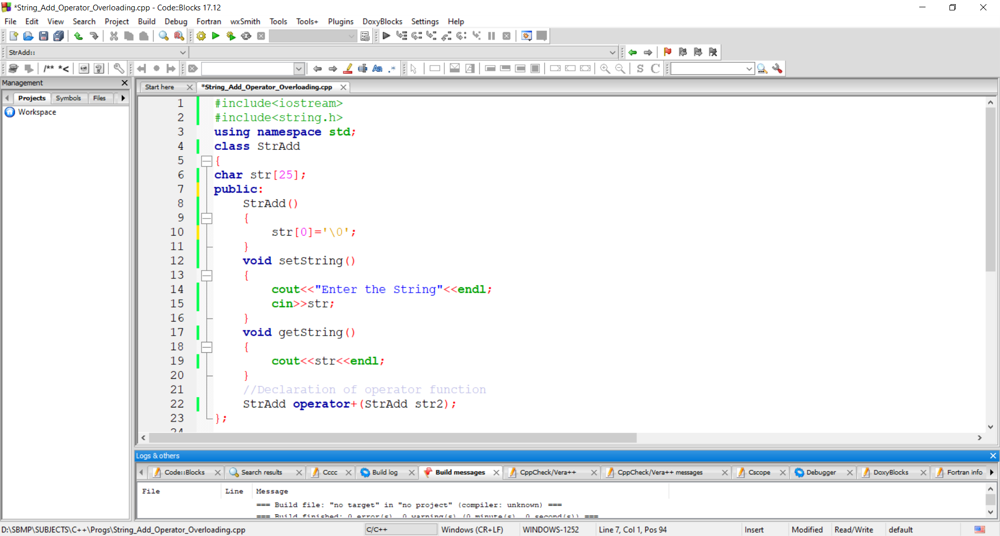 *String_Add_Operator_Overloading.cpp - Code::Blocks 17.12
File Edit View Search Project Build Debug Fortran wxSmith Tools Tools+ Plugins DoxyBlocks Settings Help
StrAdd::
/** *<
Aa .*
S C
Management
Projects Symbols Files
Workspace
Start here *String_Add_Operator_Overloading.cpp
1 #include<iostream>
2 #include<string.h>
3 using namespace std;
4 class StrAdd
5 {
6 char str[25];
7 public:
8 StrAdd()
9 {
10 str[0]='\0';
11 }
12 void setString()
13 {
14 cout<<"Enter the String"<<endl;
15 cin>>str;
16 }
17 void getString()
18 {
19 cout<<str<<endl;
20 }
21 //Declaration of operator function
22 StrAdd operator+(StrAdd str2);
23 };
24
Logs & others
Code::Blocks Search results Cccc Build log Build messages CppCheck/Vera++ CppCheck/Vera++ messages Cscope Debugger DoxyBlocks Fortran info
File Line Message
=== Build file: "no target" in "no project" (compiler: unknown) ===
=== Build finished: 0 error(s), 0 warning(s) (0 minute(s), 0 second(s)) ===
D:\SBMP\SUBJECTS\C++\Progs\String_Add_Operator_Overloading.cpp C/C++ Windows (CR+LF) WINDOWS-1252 Line 7, Col 1, Pos 94 Insert Modified Read/Write default